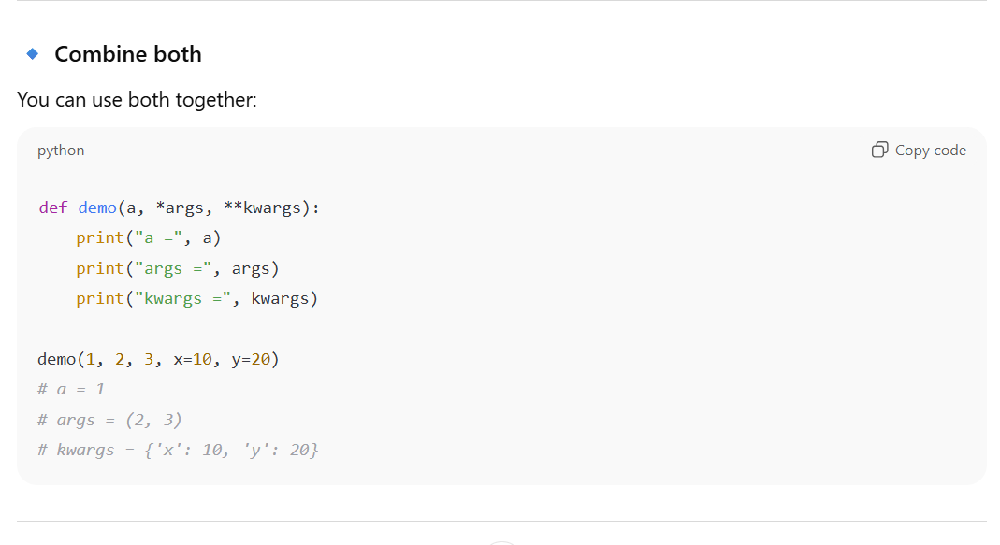 Combine both
You can use both together:
python
Copy code
def demo(a, *args, **kwargs):
    print("a =", a)
    print("args =", args)
    print("kwargs =", kwargs)
demo(1, 2, 3, x=10, y=20)
# a = 1
# args = (2, 3)
# kwargs = {'x': 10, 'y': 20}